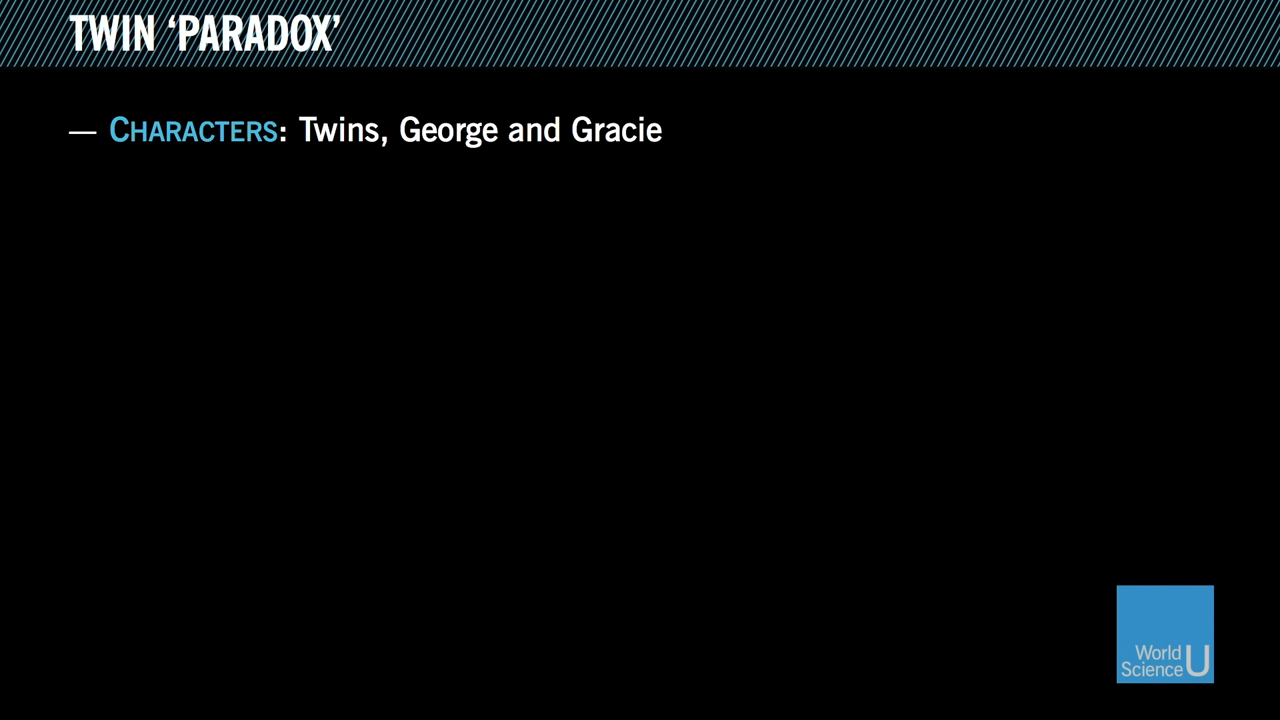 TWIN ‘PARADOX’
— CHARACTERS: Twins, George and Gracie
World
Science U